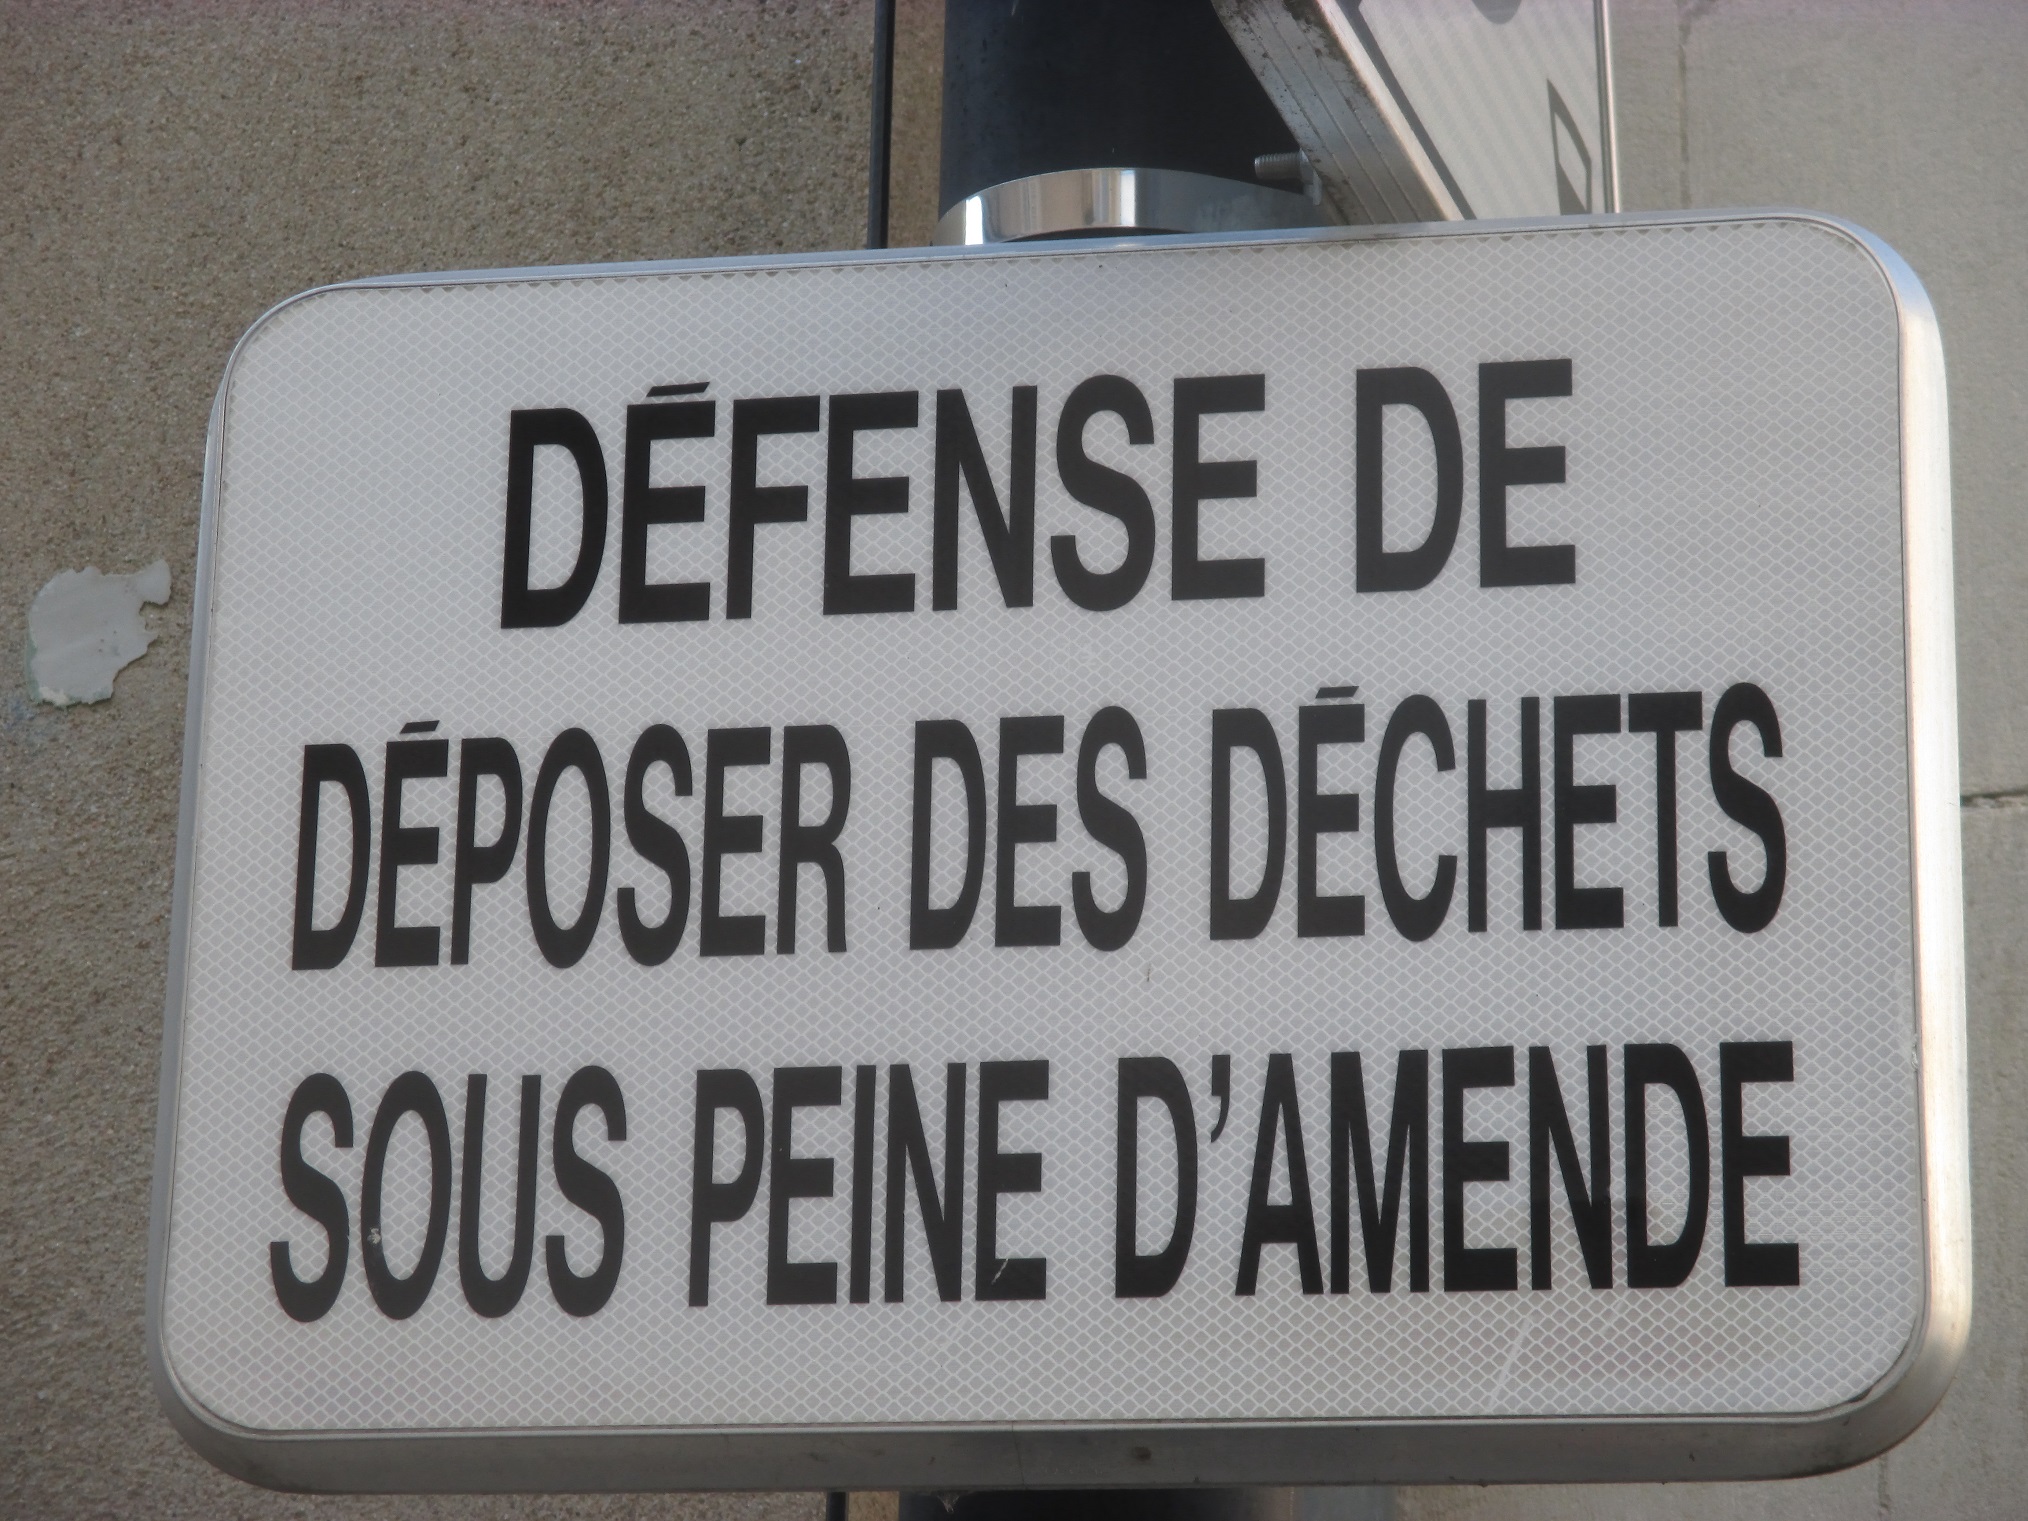 DÉFENSE DE
DÉPOSER DES DÉCHETS
SOUS PEINE D'AMENDE